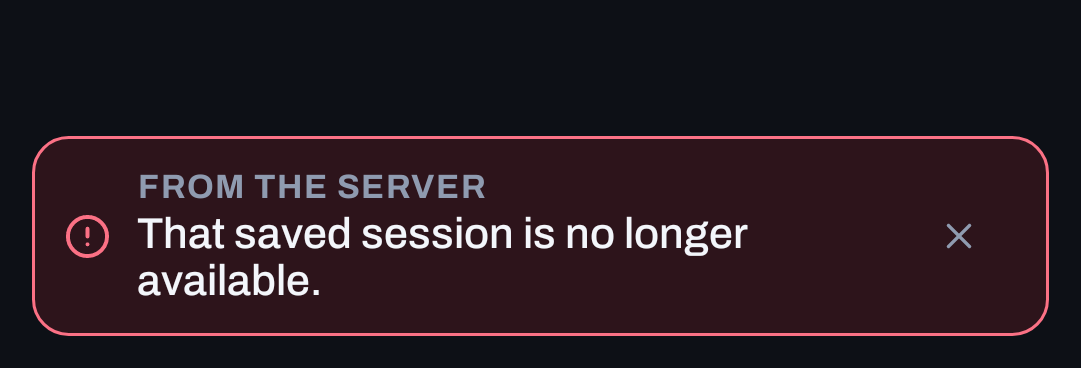 FROM THE SERVER
That saved session is no longer
available.